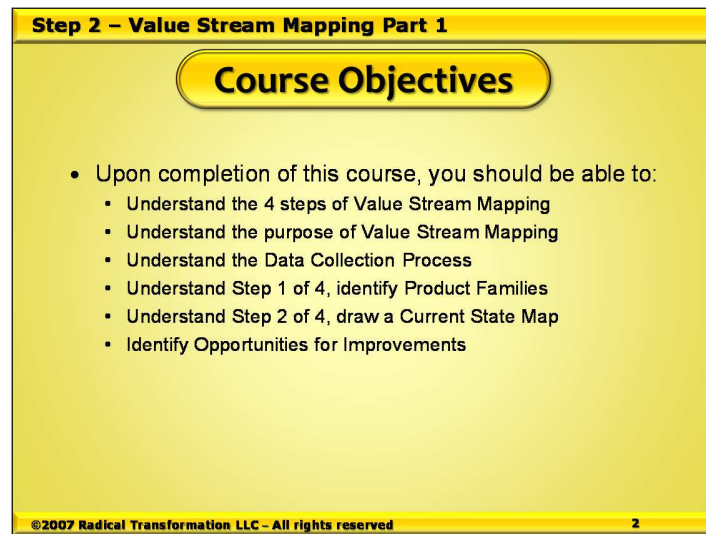 Step 2 – Value Stream Mapping Part 1
Course Objectives
• Upon completion of this course, you should be able to:
• Understand the 4 steps of Value Stream Mapping
• Understand the purpose of Value Stream Mapping
• Understand the Data Collection Process
• Understand Step 1 of 4, identify Product Families
• Understand Step 2 of 4, draw a Current State Map
• Identify Opportunities for Improvements
©2007 Radical Transformation LLC – All rights reserved 2